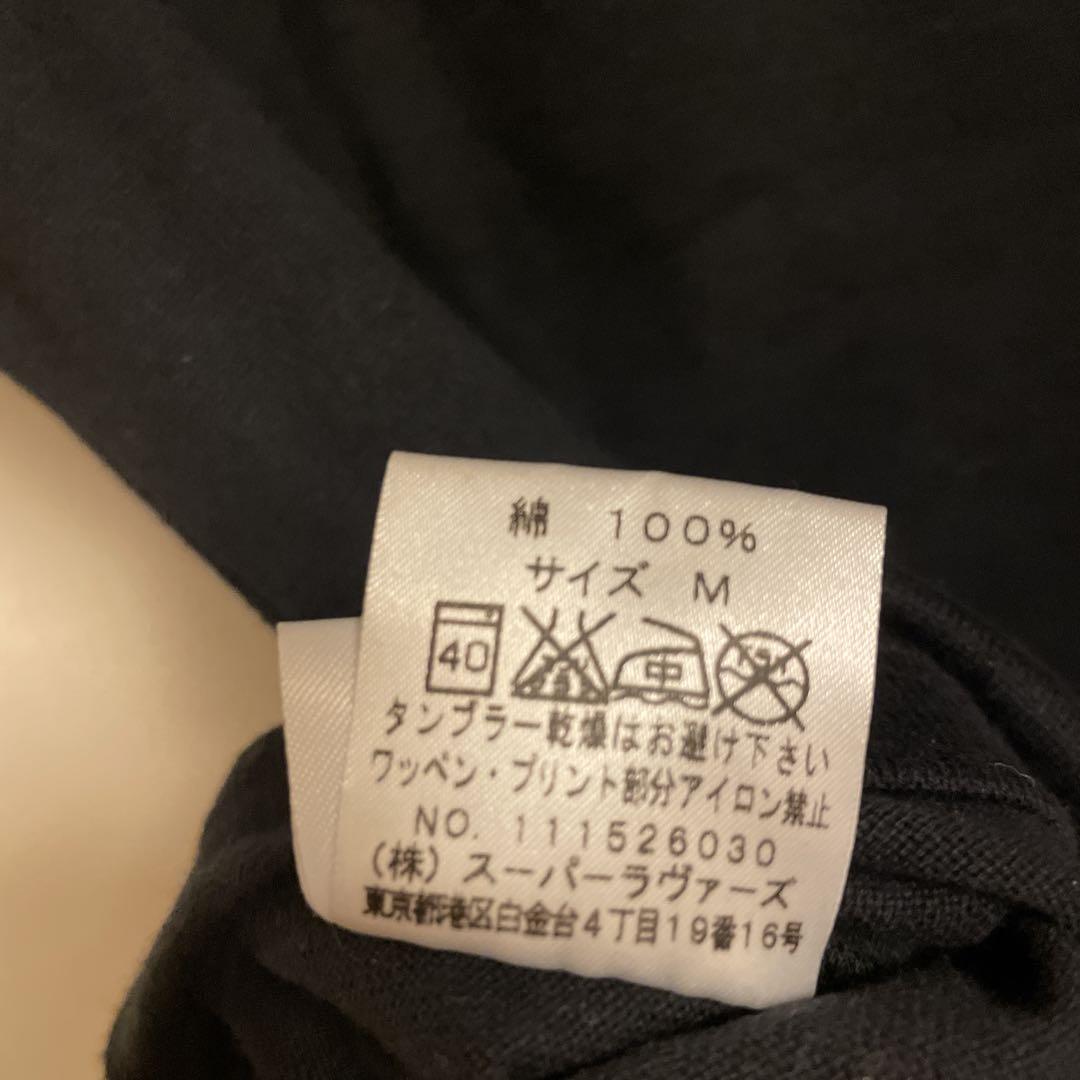 綿 100%
サイズ M
40 中
タンブラー乾燥はお避け下さい
ワッペン・プリント部分アイロン禁止
NO. 111526030
(株)スーパーラヴァーズ
東京都港区白金台4丁目19番16号